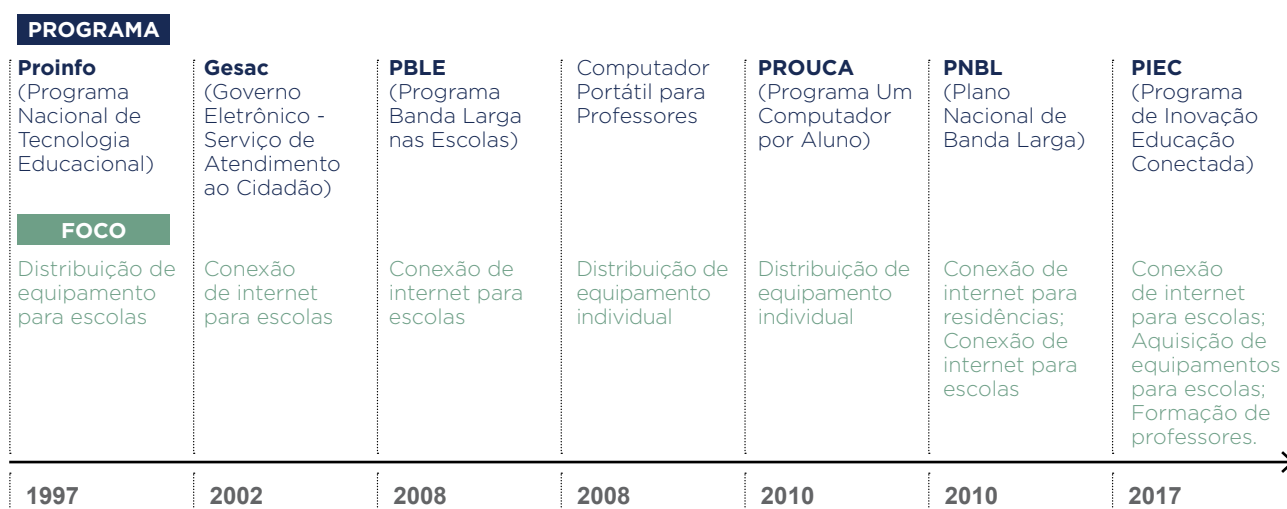 PROGRAMA
Proinfo
(Programa
Nacional de
Tecnologia
Educacional)
Gesac
(Governo
Eletrônico -
Serviço de
Atendimento
ao Cidadão)
PBLE
(Programa
Banda Larga
nas Escolas)
Computador
Portátil para
Professores
PROUCA
(Programa Um
Computador
por Aluno)
PNBL
(Plano
Nacional de
Banda Larga)
PIEC
(Programa
de Inovação
Educação
Conectada)
FOCO
Distribuição de
equipamento
para escolas
Conexão
de internet
para escolas
Conexão de
internet para
escolas
Distribuição de
equipamento
individual
Distribuição de
equipamento
individual
Conexão de
internet para
residências;
Conexão de
internet para
escolas
Conexão
de internet
para escolas;
Aquisição de
equipamentos
para escolas;
Formação de
professores.
1997
2002
2008
2008
2010
2010
2017